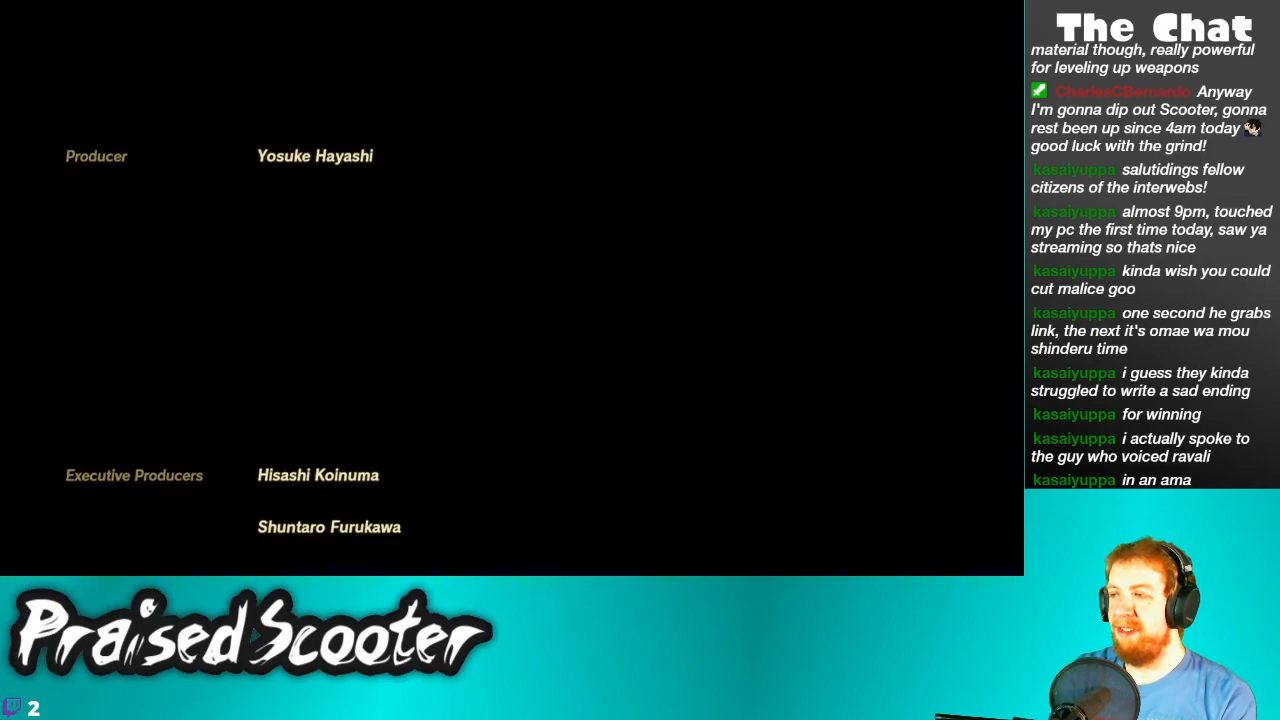 Producer Yosuke Hayashi
Executive Producers Hisashi Koinuma
Shuntaro Furukawa
The Chat
material though, really powerful
for leveling up weapons
CharlesCBernardo Anyway
I'm gonna dip out Scooter, gonna
rest been up since 4am today
good luck with the grind!
kasaiyuppa salutidings fellow
citizens of the interwebs!
kasaiyuppa almost 9pm, touched
my pc the first time today, saw ya
streaming so thats nice
kasaiyuppa kinda wish you could
cut malice goo
kasaiyuppa one second he grabs
link, the next it's omae wa mou
shinderu time
kasaiyuppa i guess they kinda
struggled to write a sad ending
kasaiyuppa for winning
kasaiyuppa i actually spoke to
the guy who voiced ravali
kasaiyuppa in an ama
PraisedScooter
2